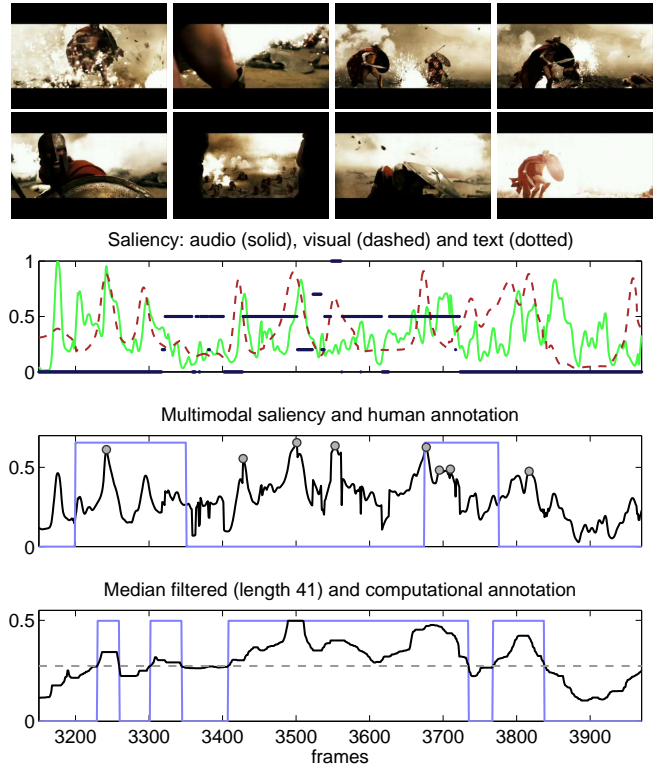 Saliency: audio (solid), visual (dashed) and text (dotted)
1
0.5
0
Multimodal saliency and human annotation
0.5
0
Median filtered (length 41) and computational annotation
0.5
0
3200 3300 3400 3500 3600 3700 3800 3900
frames